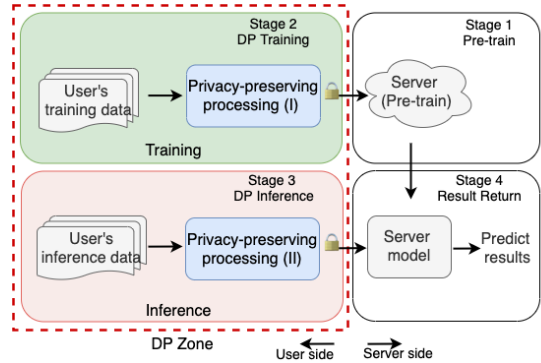 Stage 2
DP Training
User's
training data
Privacy-preserving
processing (I)
Training
Stage 1
Pre-train
Server
(Pre-train)
Stage 3
DP Inference
User's
inference data
Privacy-preserving
processing (II)
Inference
Stage 4
Result Return
Server
model
Predict
results
DP Zone
User side
Server side